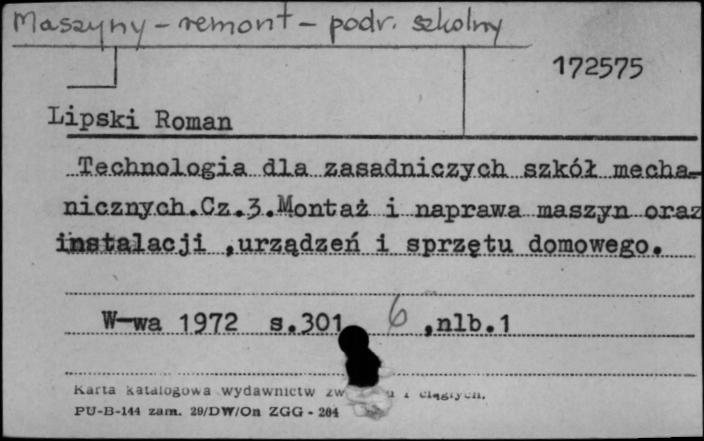 Maszyny - remont - podr. szkolny
172575
Lipski Roman
Technologia dla zasadniczych szkół mecha-
nicznych.Cz.3.Montaż i naprawa maszyn oraz
instalacji ,urządzeń i sprzętu domowego.
W-wa 1972 s.301 6 ,nlb.1
Karta katalogowa wydawnictw i ciągłych.
PU-B-144 zam. 29/DW/On ZGG - 204